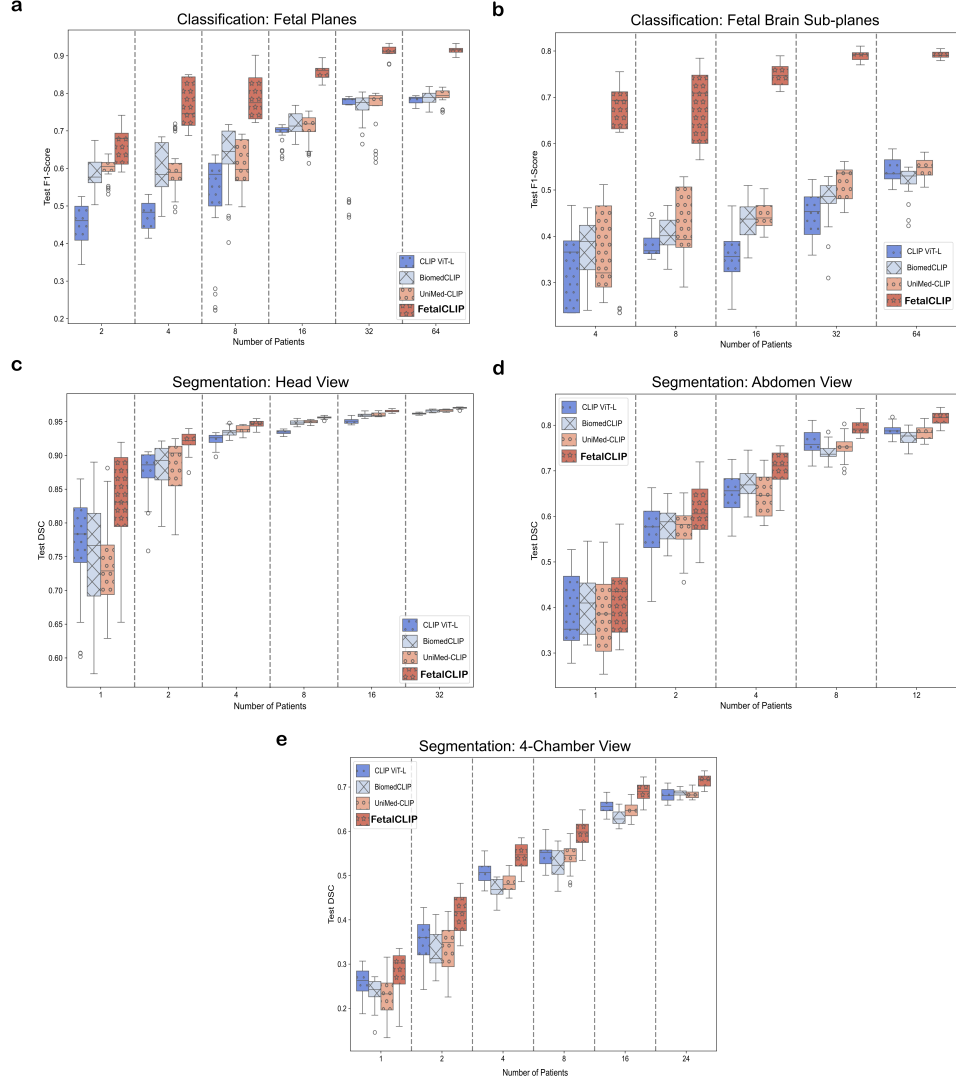 a
Classification: Fetal Planes
Test F1-Score
0.9
0.8
0.7
0.6
0.5
0.4
0.3
0.2
CLIP ViT-L
BiomedCLIP
UniMed-CLIP
FetalCLIP
2 4 8 16 32 64
Number of Patients
b
Classification: Fetal Brain Sub-planes
Test F1-Score
0.8
0.7
0.6
0.5
0.4
0.3
CLIP ViT-L
BiomedCLIP
UniMed-CLIP
FetalCLIP
4 8 16 32 64
Number of Patients
c
Segmentation: Head View
Test DSC
0.95
0.90
0.85
0.80
0.75
0.70
0.65
0.60
CLIP ViT-L
BiomedCLIP
UniMed-CLIP
FetalCLIP
1 2 4 8 16 32
Number of Patients
d
Segmentation: Abdomen View
CLIP ViT-L
BiomedCLIP
UniMed-CLIP
FetalCLIP
Test DSC
0.8
0.7
0.6
0.5
0.4
0.3
1 2 4 8 12
Number of Patients
e
Segmentation: 4-Chamber View
CLIP ViT-L
BiomedCLIP
UniMed-CLIP
FetalCLIP
Test DSC
0.7
0.6
0.5
0.4
0.3
0.2
1 2 4 8 16 24
Number of Patients